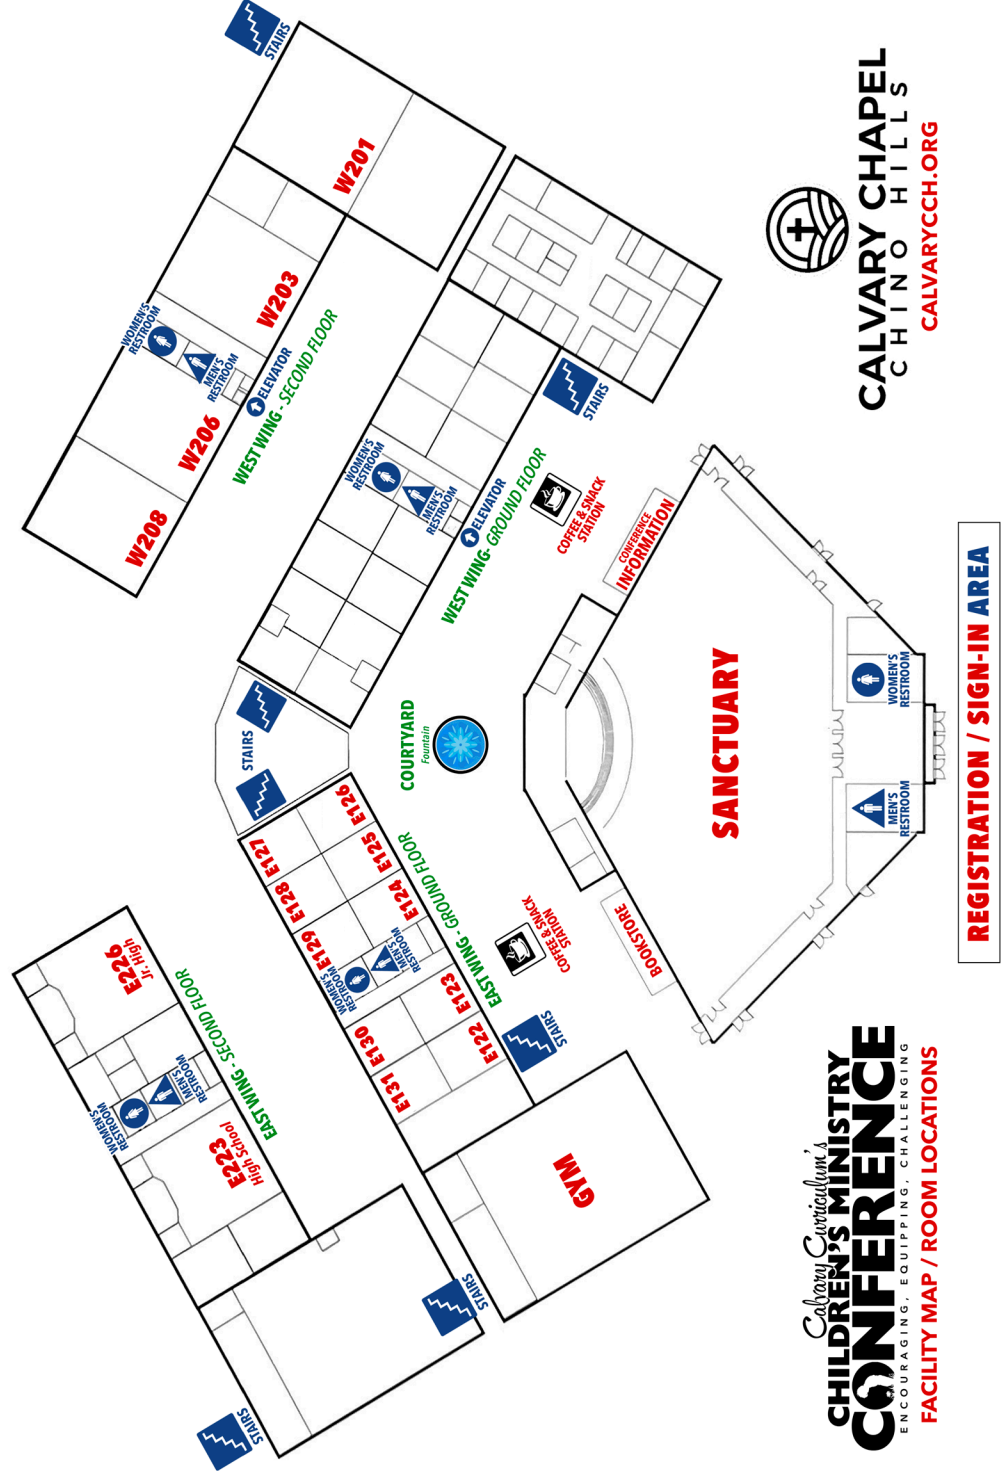 STAIRS
W201
W203
WOMEN'S
RESTROOM
MEN'S
RESTROOM
ELEVATOR
W206
W208
WEST WING - SECOND FLOOR
STAIRS
WOMEN'S
RESTROOM
MEN'S
RESTROOM
ELEVATOR
WEST WING- GROUND FLOOR
COFFEE & SNACK
STATION
CONFERENCE
INFORMATION
STAIRS
COURTYARD
Fountain
SANCTUARY
WOMEN'S
RESTROOM
MEN'S
RESTROOM
REGISTRATION / SIGN-IN AREA
E126
E125
E124
E127
E128
E129
WOMEN'S
RESTROOM
MEN'S
RESTROOM
E123
E122
E130
E131
EAST WING - GROUND FLOOR
COFFEE & SNACK
STATION
BOOKSTORE
STAIRS
GYM
E226
Jr. High
WOMEN'S
RESTROOM
MEN'S
RESTROOM
E223
High School
EAST WING - SECOND FLOOR
STAIRS
STAIRS
CALVARY CHAPEL
CHINO HILLS
CALVARYCCH.ORG
Calvary Curriculum's
CHILDREN'S MINISTRY
CONFERENCE
ENCOURAGING, EQUIPPING, CHALLENGING
FACILITY MAP / ROOM LOCATIONS